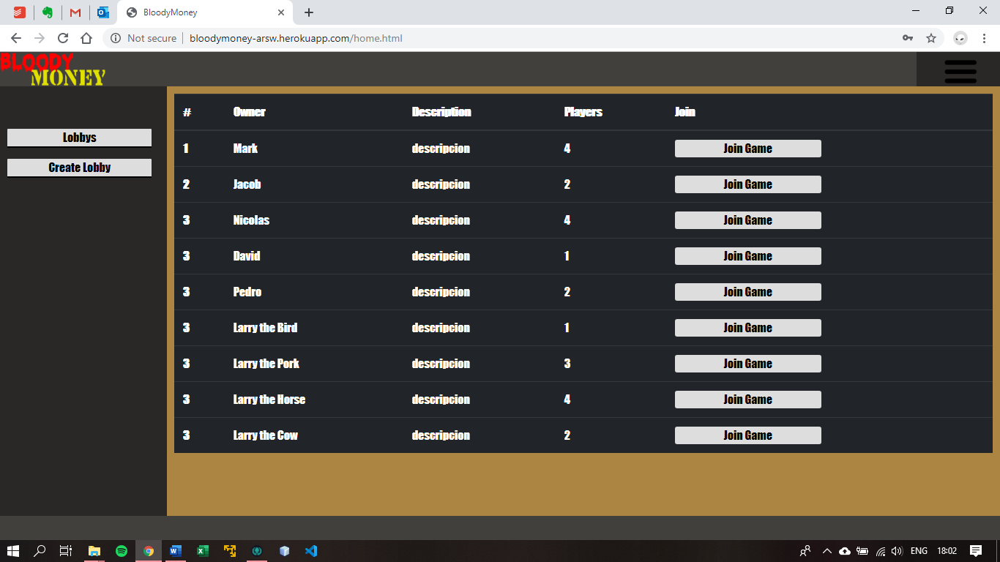 BloodyMoney
Not secure | bloodymoney-arsw.herokuapp.com/home.html
BLOODY
MONEY
Lobbys
Create Lobby
# Owner Description Players Join
1 Mark descripcion 4 Join Game
2 Jacob descripcion 2 Join Game
3 Nicolas descripcion 4 Join Game
3 David descripcion 1 Join Game
3 Pedro descripcion 2 Join Game
3 Larry the Bird descripcion 1 Join Game
3 Larry the Pork descripcion 3 Join Game
3 Larry the Horse descripcion 4 Join Game
3 Larry the Cow descripcion 2 Join Game
ENG 18:02